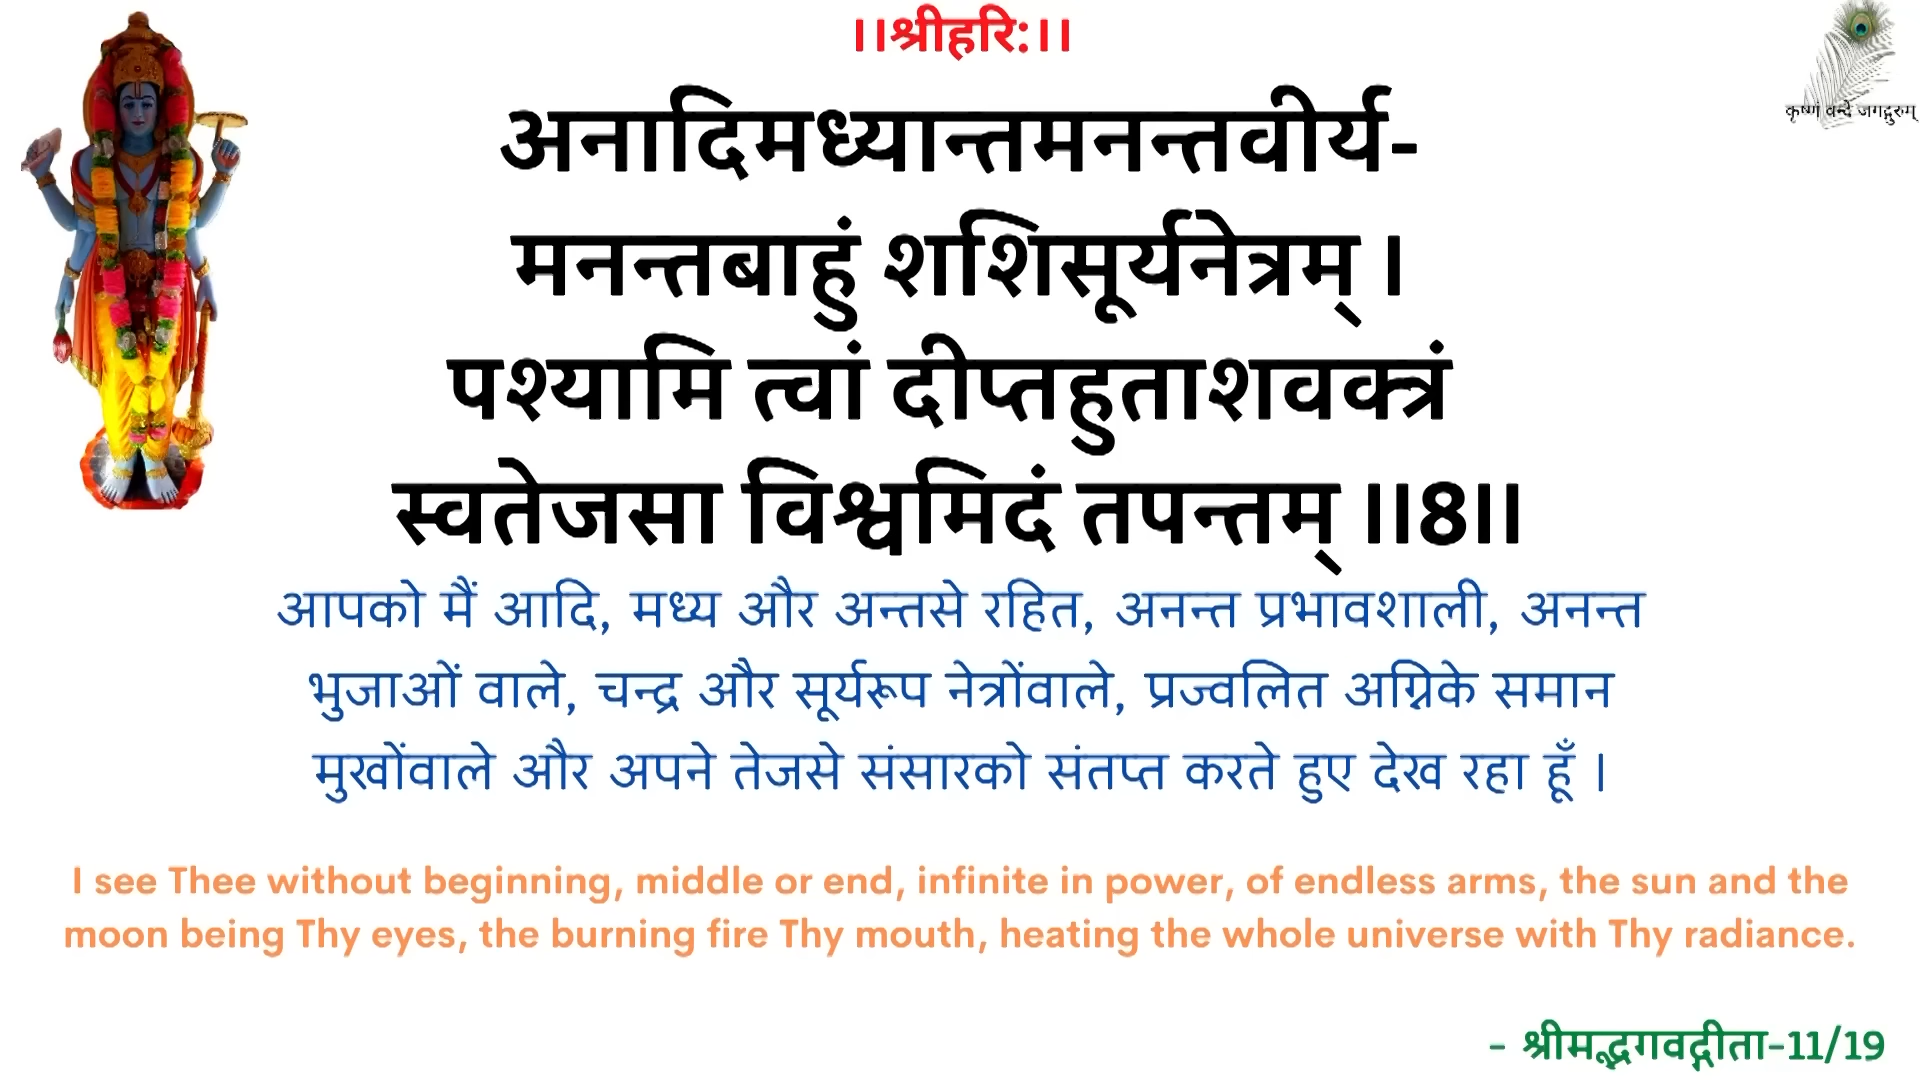 ।।श्रीहरि:।।
कृष्णं वन्दे जगद्गुरुम्
अनादिमध्यान्तमनन्तवीर्य-
मनन्तबाहुं शशिसूर्यनेत्रम् ।
पश्यामि त्वां दीप्तहुताशवक्त्रं
स्वतेजसा विश्वमिदं तपन्तम् ।।8।।
आपको मैं आदि, मध्य और अन्तसे रहित, अनन्त प्रभावशाली, अनन्त
भुजाओं वाले, चन्द्र और सूर्यरूप नेत्रोंवाले, प्रज्वलित अग्निके समान
मुखोंवाले और अपने तेजसे संसारको संतप्त करते हुए देख रहा हूँ ।
I see Thee without beginning, middle or end, infinite in power, of endless arms, the sun and the
moon being Thy eyes, the burning fire Thy mouth, heating the whole universe with Thy radiance.
- श्रीमद्भगवद्गीता-11/19